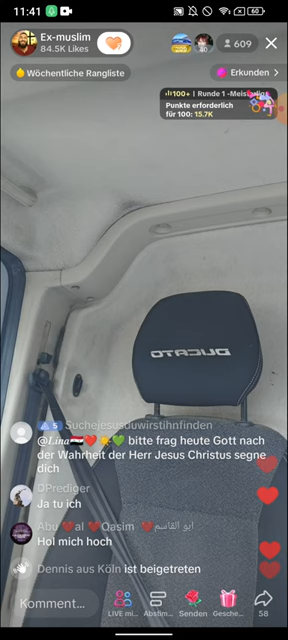 11:41
60
Ex-muslim
84.5K Likes
40
609
Wöchentliche Rangliste
Erkunden
100+ | Runde 1 -Meisterliga
Punkte erforderlich
für 100: 15.7K
DUCATO
5 Suchejesusduwirstihnfinden
@Lina🇪🇬❤️☀️💚 bitte frag heute Gott nach
der Wahrheit der Herr Jesus Christus segne
dich
DPrediger
Ja tu ich
Abu ❤️al ❤️Qasim ❤️ابو القاسم
Hol mich hoch
Dennis aus Köln ist beigetreten
Komment...
LIVE mi...
Abstim...
Senden
Gesche...
58